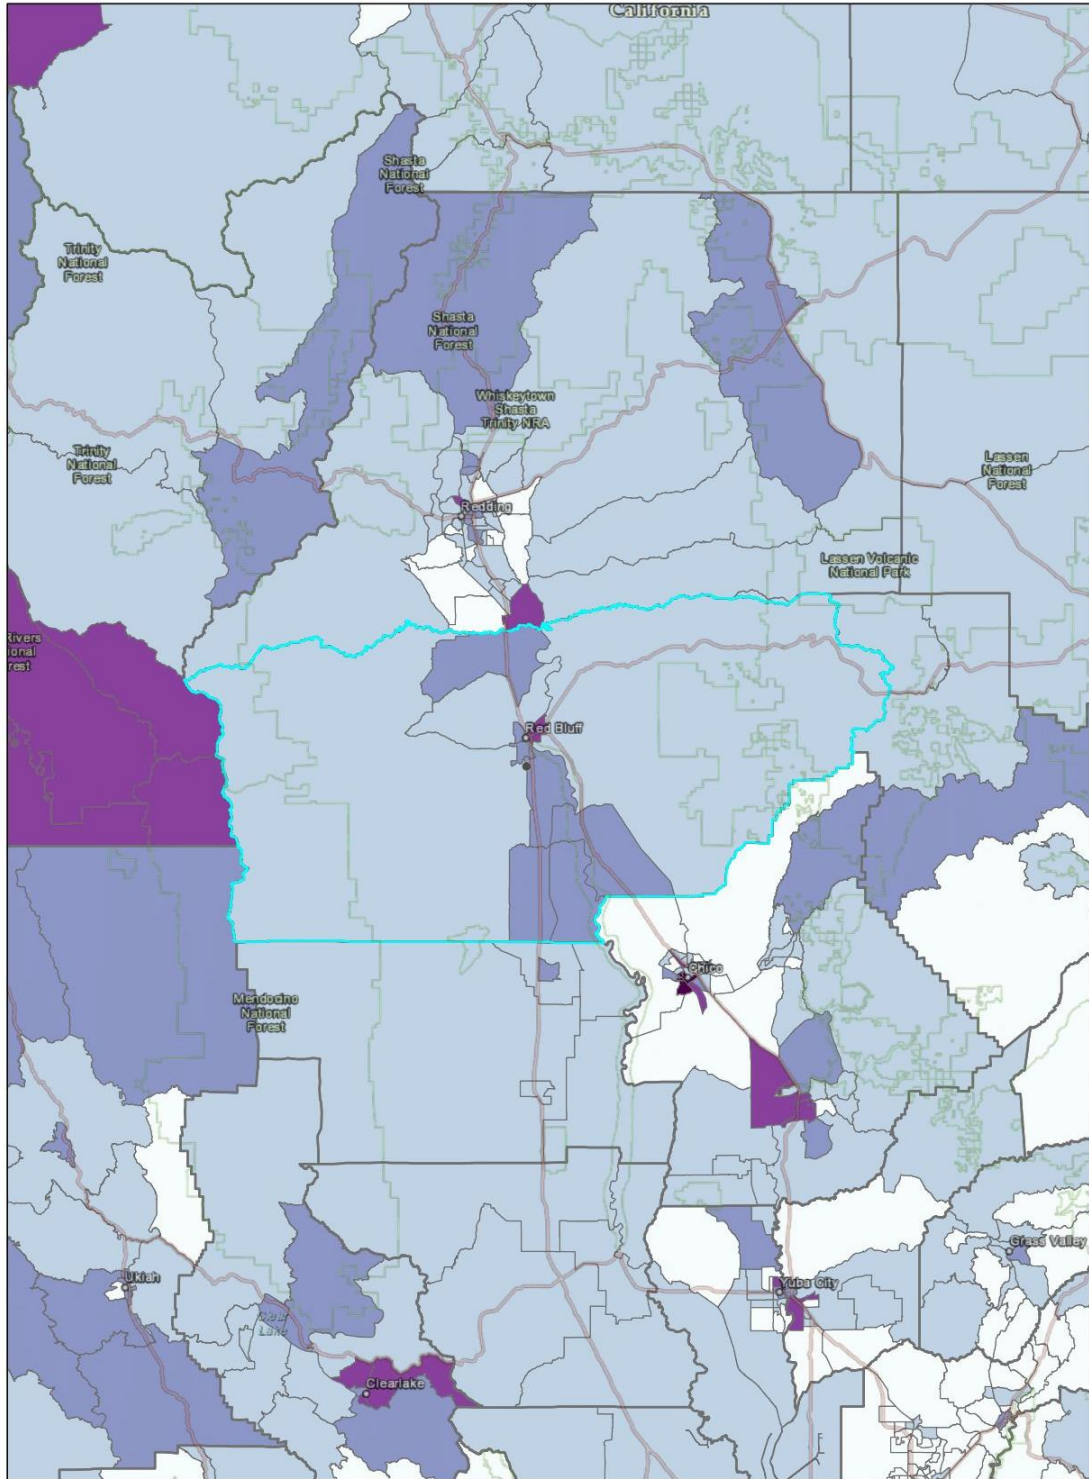 California
Shasta
National
Forest
Trinity
National
Forest
Shasta
National
Forest
Whiskeytown
Shasta
Trinity NRA
Trinity
National
Forest
Lassen
National
Forest
Redding
Lassen Volcanic
National Park
Rivers
ional
rest
Red Bluff
Chico
Mendocino
National
Forest
Grass Valley
Ukiah
Yuba City
Clear
Lake
Clearlake